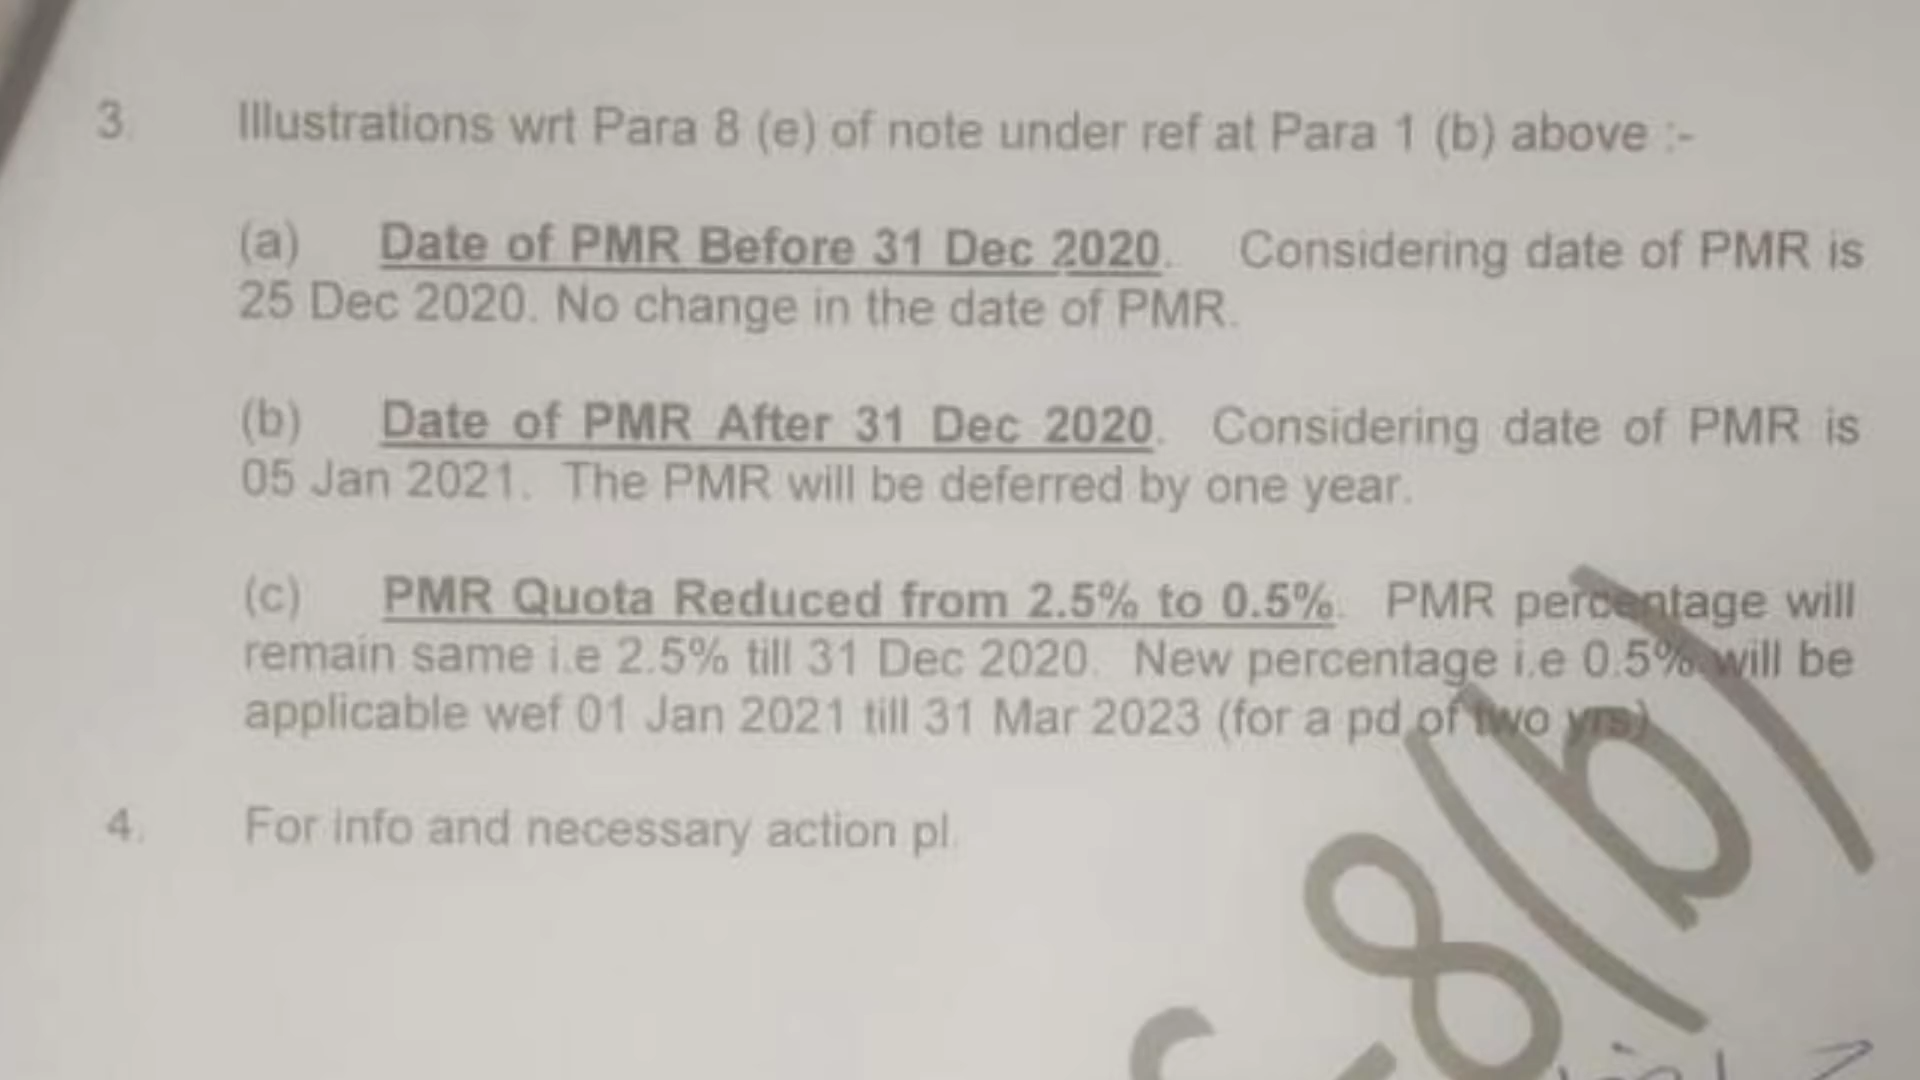 3. Illustrations wrt Para 8 (e) of note under ref at Para 1 (b) above :-
(a) Date of PMR Before 31 Dec 2020. Considering date of PMR is
25 Dec 2020. No change in the date of PMR.
(b) Date of PMR After 31 Dec 2020. Considering date of PMR is
05 Jan 2021. The PMR will be deferred by one year.
(c) PMR Quota Reduced from 2.5% to 0.5%. PMR percentage will
remain same i.e 2.5% till 31 Dec 2020. New percentage i.e 0.5% will be
applicable wef 01 Jan 2021 till 31 Mar 2023 (for a pd of two yrs)
4. For info and necessary action pl.
8(b)